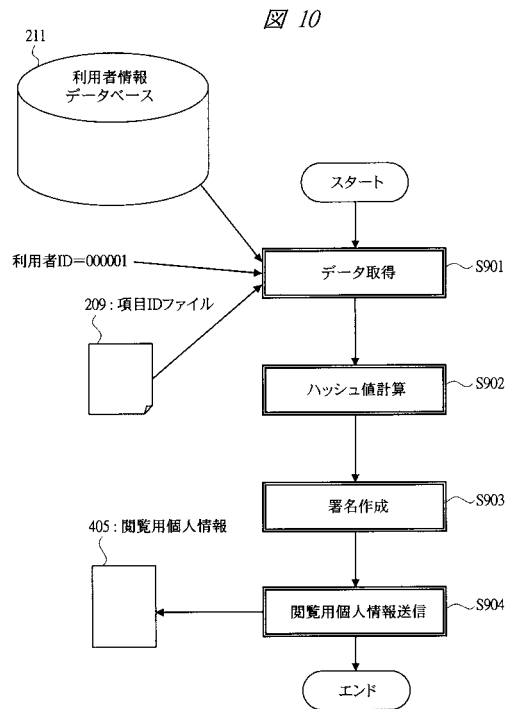 図 10
211
利用者情報
データベース
スタート
利用者ID=000001
データ取得
S901
209 : 項目IDファイル
ハッシュ値計算
S902
署名作成
S903
405 : 閲覧用個人情報
閲覧用個人情報送信
S904
エンド